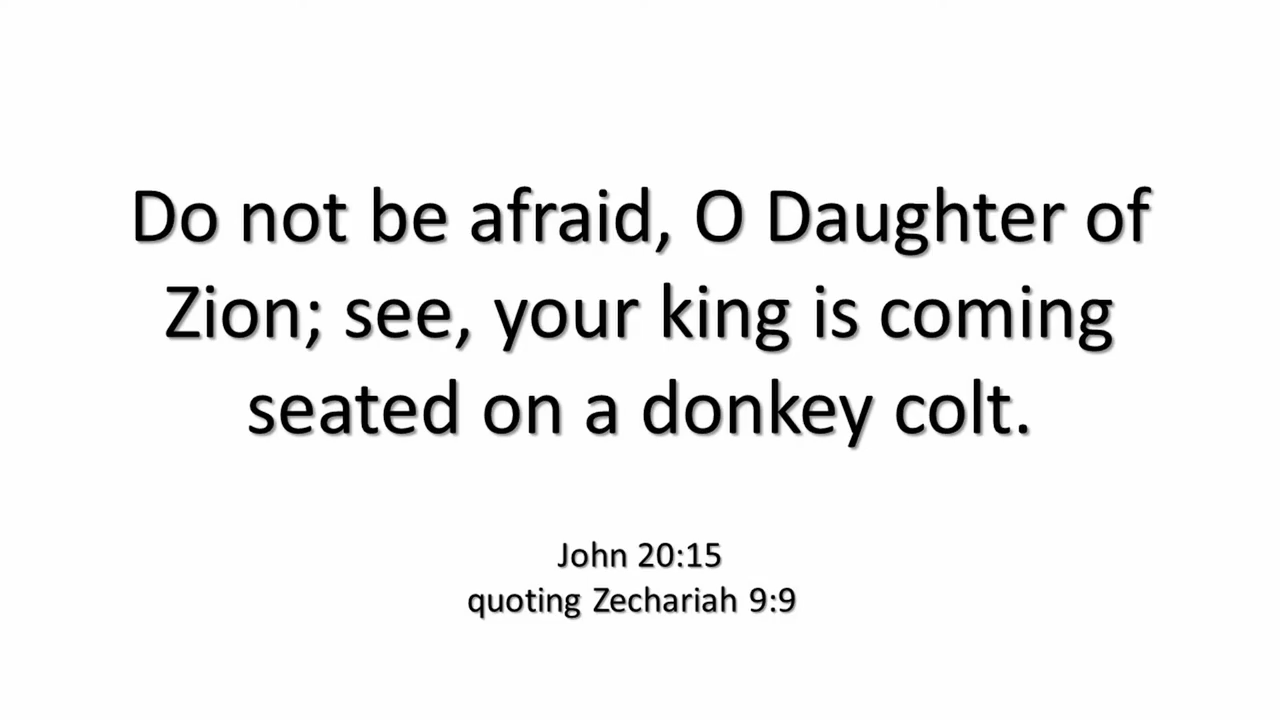 Do not be afraid, O Daughter of
Zion; see, your king is coming
seated on a donkey colt.
John 20:15
quoting Zechariah 9:9